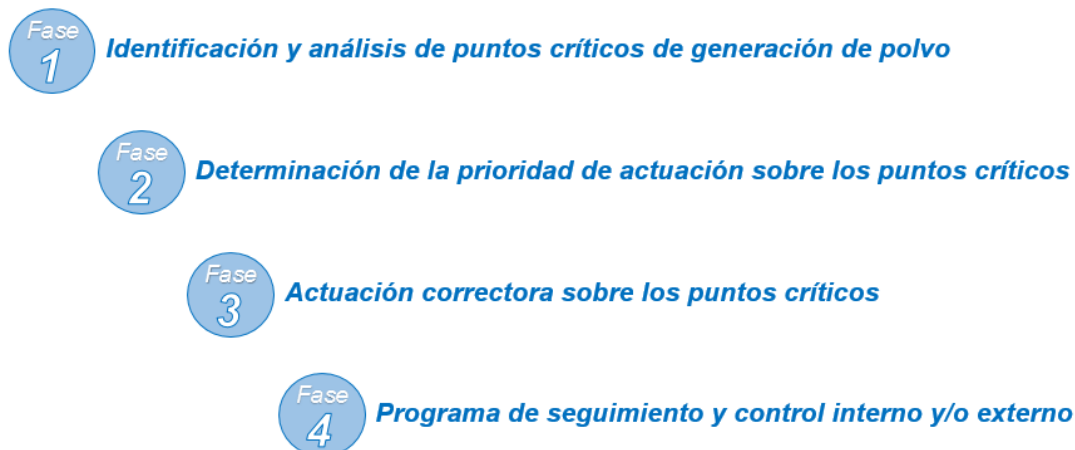 Fase
1
Identificación y análisis de puntos críticos de generación de polvo
Fase
2
Determinación de la prioridad de actuación sobre los puntos críticos
Fase
3
Actuación correctora sobre los puntos críticos
Fase
4
Programa de seguimiento y control interno y/o externo